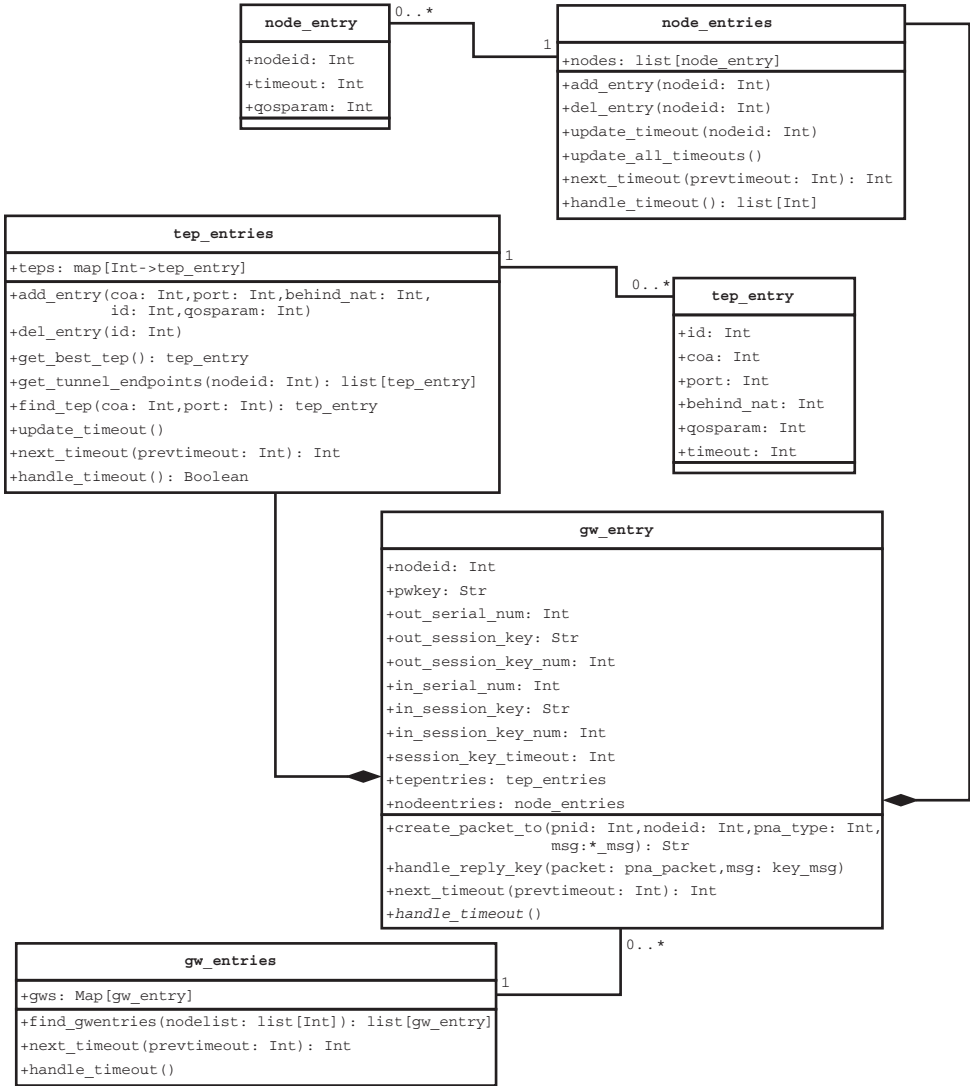 node_entry
+nodeid: Int
+timeout: Int
+qosparam: Int
0..*
1
node_entries
+nodes: list[node_entry]
+add_entry(nodeid: Int)
+del_entry(nodeid: Int)
+update_timeout(nodeid: Int)
+update_all_timeouts()
+next_timeout(prevtimeout: Int): Int
+handle_timeout(): list[Int]
tep_entries
+teps: map[Int->tep_entry]
+add_entry(coa: Int,port: Int,behind_nat: Int,
id: Int,qosparam: Int)
+del_entry(id: Int)
+get_best_tep(): tep_entry
+get_tunnel_endpoints(nodeid: Int): list[tep_entry]
+find_tep(coa: Int,port: Int): tep_entry
+update_timeout()
+next_timeout(prevtimeout: Int): Int
+handle_timeout(): Boolean
1
0..*
tep_entry
+id: Int
+coa: Int
+port: Int
+behind_nat: Int
+qosparam: Int
+timeout: Int
gw_entry
+nodeid: Int
+pwkey: Str
+out_serial_num: Int
+out_session_key: Str
+out_session_key_num: Int
+in_serial_num: Int
+in_session_key: Str
+in_session_key_num: Int
+session_key_timeout: Int
+tepentries: tep_entries
+nodeentries: node_entries
+create_packet_to(pnid: Int,nodeid: Int,pna_type: Int,
msg:*_msg): Str
+handle_reply_key(packet: pna_packet,msg: key_msg)
+next_timeout(prevtimeout: Int): Int
+handle_timeout()
0..*
1
gw_entries
+gws: Map[gw_entry]
+find_gwentries(nodelist: list[Int]): list[gw_entry]
+next_timeout(prevtimeout: Int): Int
+handle_timeout()